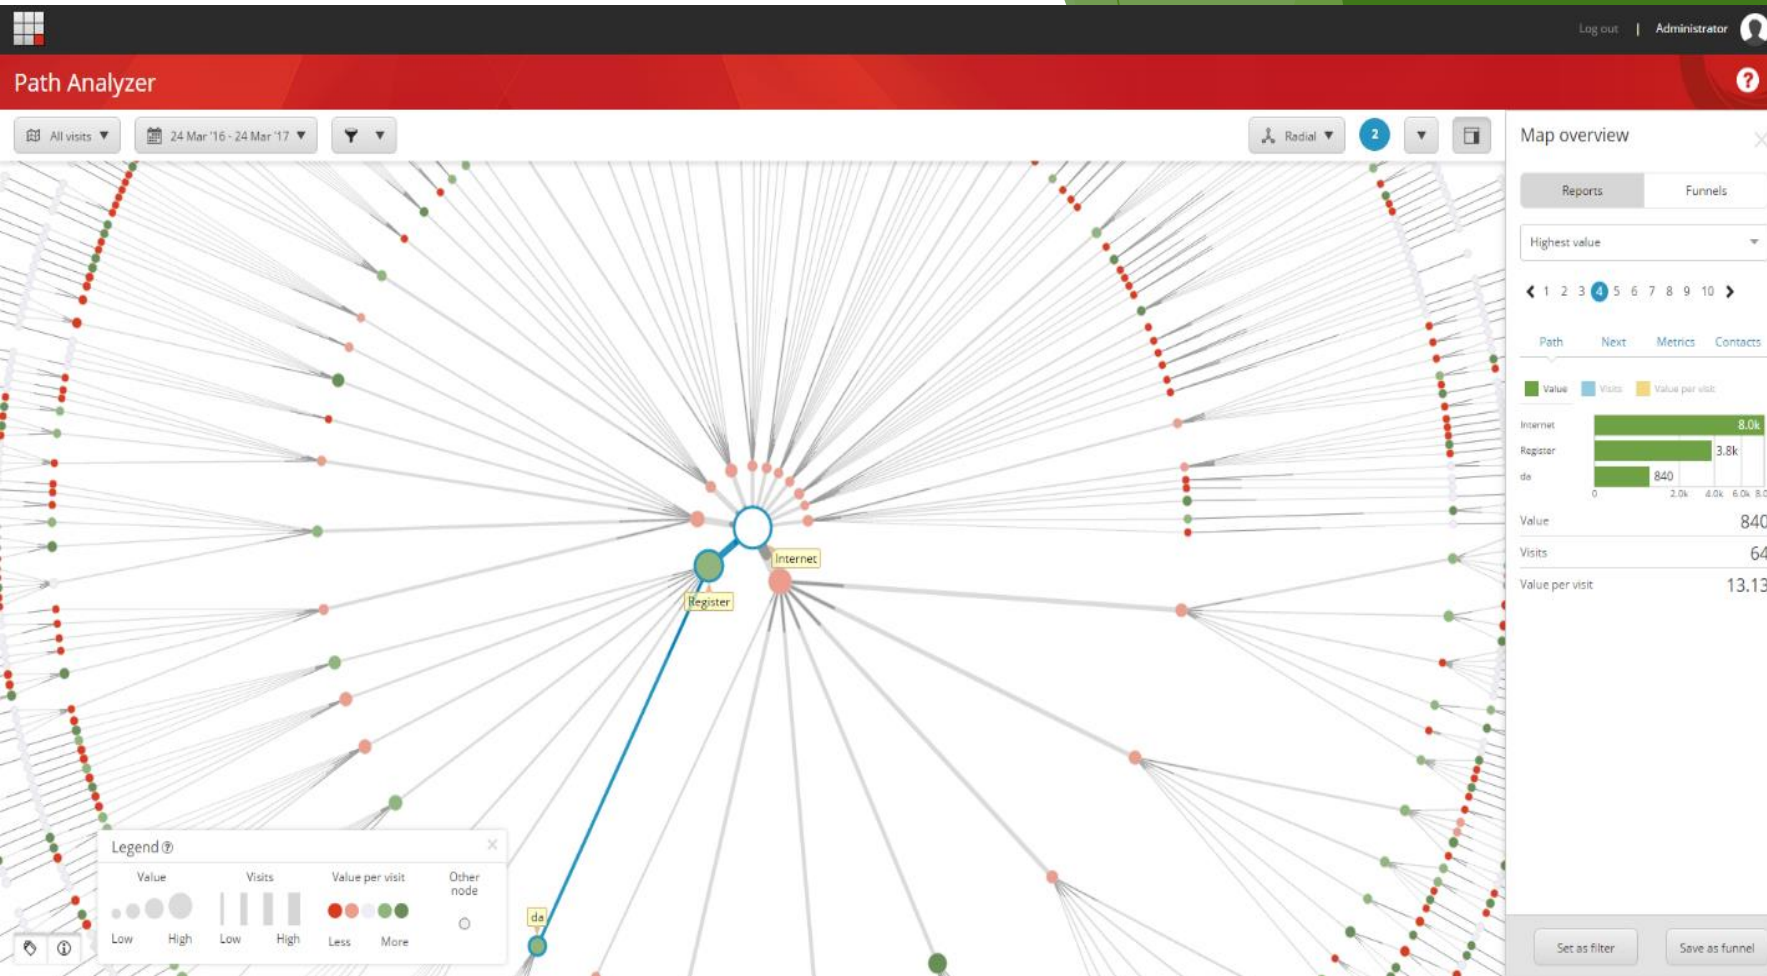 Log out | Administrator
Path Analyzer
?
All visits
24 Mar '16 - 24 Mar '17
Radial
2
Map overview
Reports
Funnels
Highest value
1 2 3 4 5 6 7 8 9 10
Path Next Metrics Contacts
Value Visits Value per visit
Internet 8.0k
Register 3.8k
da 840
0 2.0k 4.0k 6.0k 8.0
Value 840
Visits 64
Value per visit 13.13
Internet
Register
da
Legend ?
Value Visits Value per visit Other
node
Low High Low High Less More
Set as filter
Save as funnel